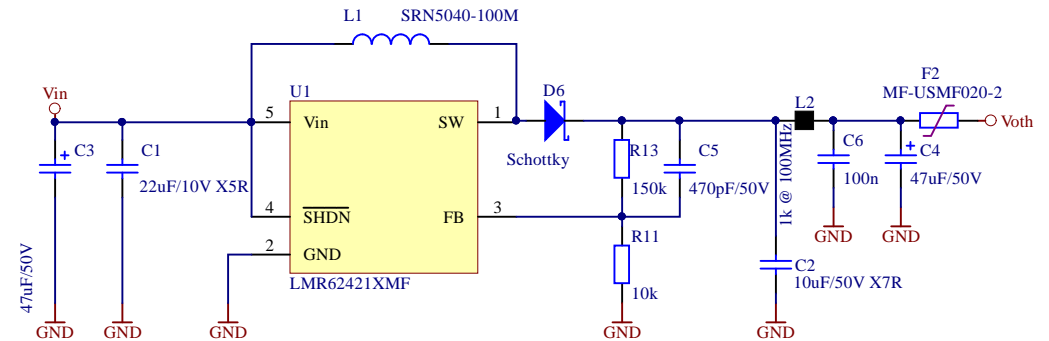 L1 SRN5040-100M
F2
MF-USMF020-2
Vin
U1
D6
L2
5 Vin SW 1
Voth
C3
C1
Schottky
R13
C5
C6
C4
22uF/10V X5R
150k
470pF/50V
1k @ 100MHz
100n
47uF/50V
4 SHDN FB 3
2 GND
R11
GND
GND
47uF/50V
LMR62421XMF
10k
C2
10uF/50V X7R
GND
GND
GND
GND
GND